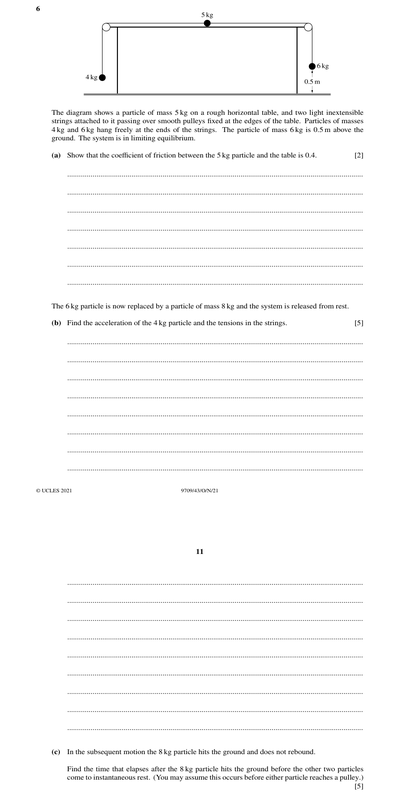 6
5 kg
6 kg
4 kg
0.5 m
The diagram shows a particle of mass 5 kg on a rough horizontal table, and two light inextensible
strings attached to it passing over smooth pulleys fixed at the edges of the table. Particles of masses
4 kg and 6 kg hang freely at the ends of the strings. The particle of mass 6 kg is 0.5 m above the
ground. The system is in limiting equilibrium.
(a) Show that the coefficient of friction between the 5 kg particle and the table is 0.4. [2]
The 6 kg particle is now replaced by a particle of mass 8 kg and the system is released from rest.
(b) Find the acceleration of the 4 kg particle and the tensions in the strings. [5]
© UCLES 2021 9709/43/O/N/21
11
(c) In the subsequent motion the 8 kg particle hits the ground and does not rebound.
Find the time that elapses after the 8 kg particle hits the ground before the other two particles
come to instantaneous rest. (You may assume this occurs before either particle reaches a pulley.)
[5]